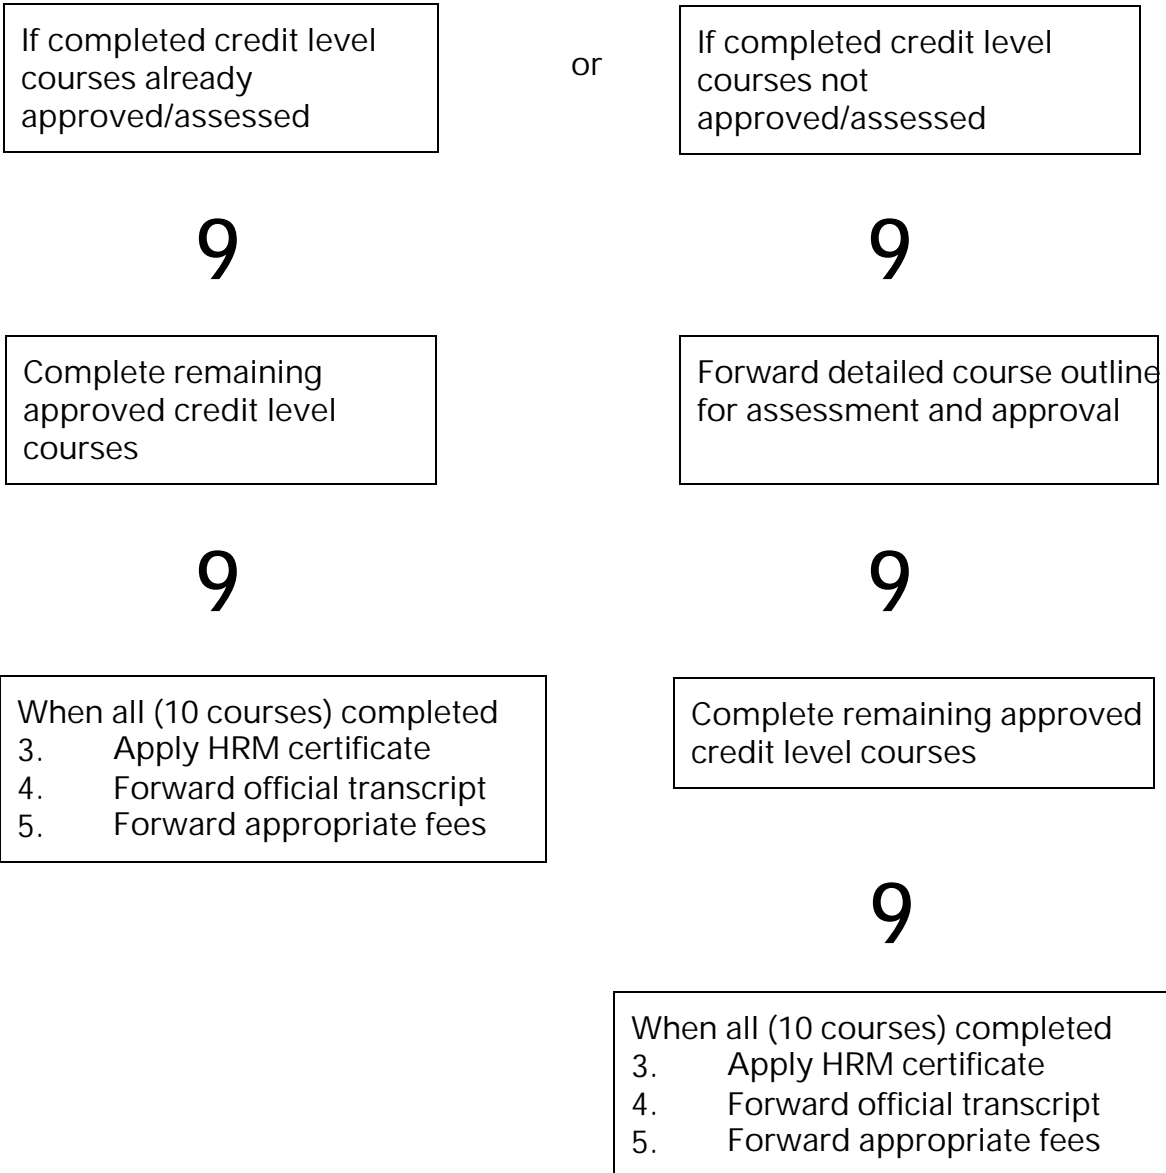 If completed credit level
courses already
approved/assessed
or
If completed credit level
courses not
approved/assessed
9
9
Complete remaining
approved credit level
courses
Forward detailed course outline
for assessment and approval
9
9
When all (10 courses) completed
3. Apply HRM certificate
4. Forward official transcript
5. Forward appropriate fees
Complete remaining approved
credit level courses
9
When all (10 courses) completed
3. Apply HRM certificate
4. Forward official transcript
5. Forward appropriate fees